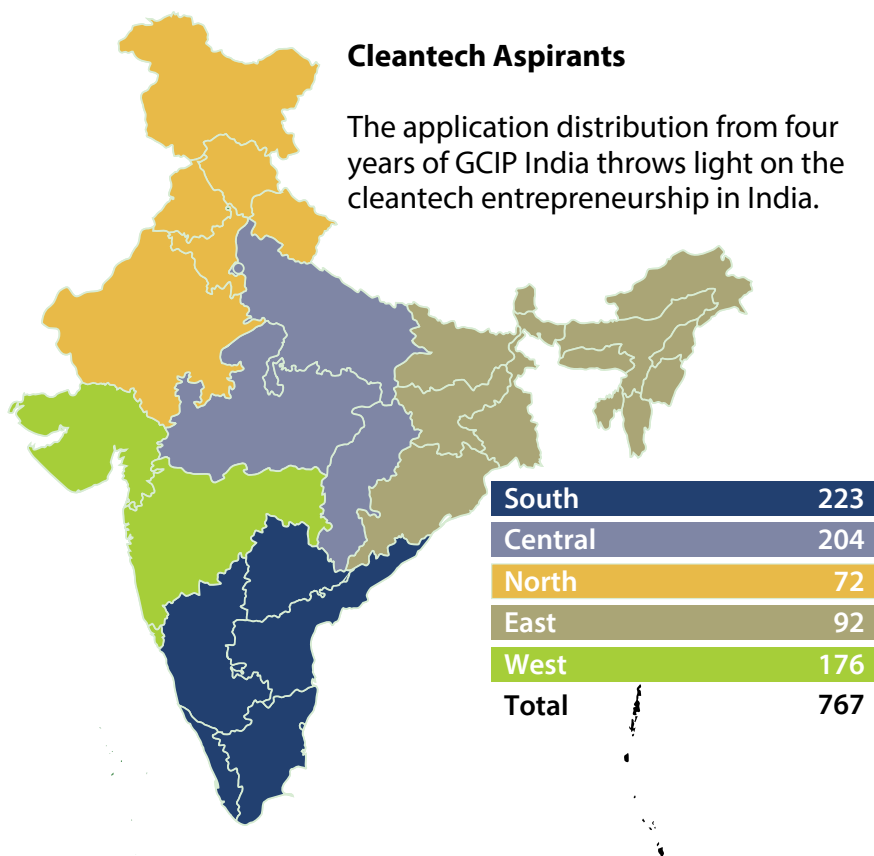 Cleantech Aspirants
The application distribution from four
years of GCIP India throws light on the
cleantech entrepreneurship in India.
South 223
Central 204
North 72
East 92
West 176
Total 767